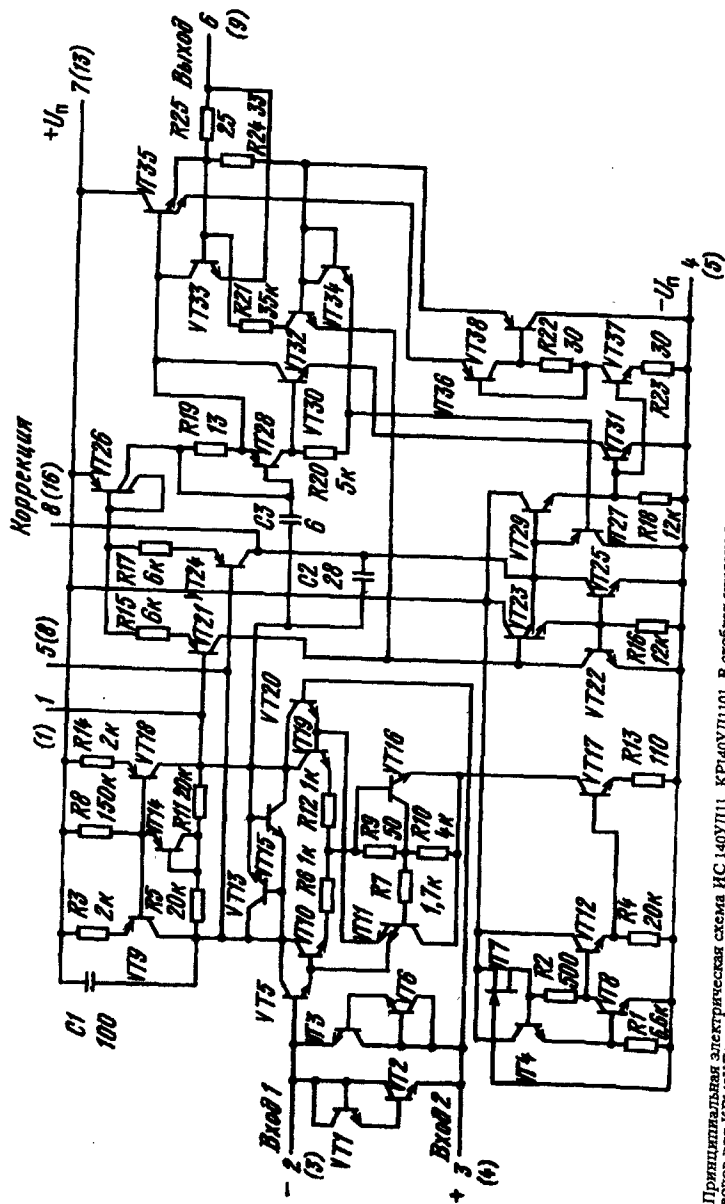 +Uп 7(13)
Коррекция
8(16)
5(8)
1
(1)
C1
100
R3
2к
R8
150к
R14
2к
VT9
VT14
VT18
R5
20к
R11 20к
VT21
R15
6к
R17
6к
VT24
VT26
R19
13
VT28
C3
6
C2
28
R20
5к
VT30
VT32
VT33
R21
35к
VT34
VT35
R25
25
R24 33
Выход 6
(9)
VT13
VT15
VT20
VT5
VT10
VT19
R6 1к
R12 1к
R9
50
VT11
VT16
R7
1,7к
R10
4к
Вход 1
- 2
(3)
VT1
VT2
VT3
VT6
Вход 2
+ 3
(4)
VT4
VT7
R2
500
VT8
R1
VT12
R4
20к
VT17
R13
110
VT22
VT23
R16
12к
VT25
VT27
VT29
R18
12к
VT31
VT36
VT38
R22
30
VT37
R23
30
-Uп 4
(5)
Принципиальная электрическая схема ИС 140УД11, КР140УД1101. В скобках